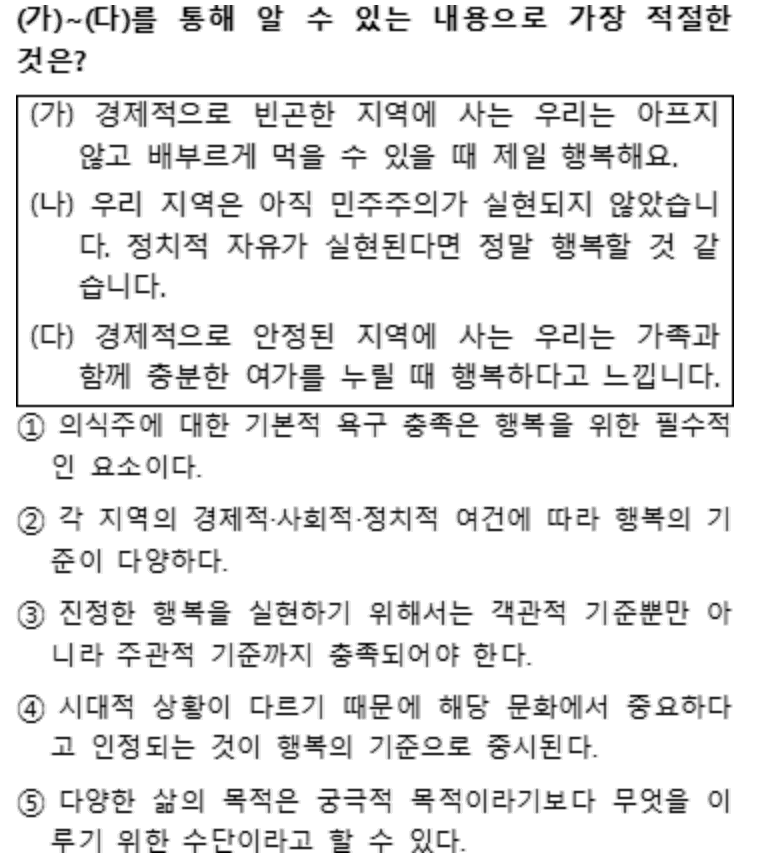 (가)~(다)를 통해 알 수 있는 내용으로 가장 적절한
것은?
(가) 경제적으로 빈곤한 지역에 사는 우리는 아프지
않고 배부르게 먹을 수 있을 때 제일 행복해요.
(나) 우리 지역은 아직 민주주의가 실현되지 않았습니
다. 정치적 자유가 실현된다면 정말 행복할 것 같
습니다.
(다) 경제적으로 안정된 지역에 사는 우리는 가족과
함께 충분한 여가를 누릴 때 행복하다고 느낍니다.
① 의식주에 대한 기본적 욕구 충족은 행복을 위한 필수적
인 요소이다.
② 각 지역의 경제적·사회적·정치적 여건에 따라 행복의 기
준이 다양하다.
③ 진정한 행복을 실현하기 위해서는 객관적 기준뿐만 아
니라 주관적 기준까지 충족되어야 한다.
④ 시대적 상황이 다르기 때문에 해당 문화에서 중요하다
고 인정되는 것이 행복의 기준으로 중시된다.
⑤ 다양한 삶의 목적은 궁극적 목적이라기보다 무엇을 이
루기 위한 수단이라고 할 수 있다.